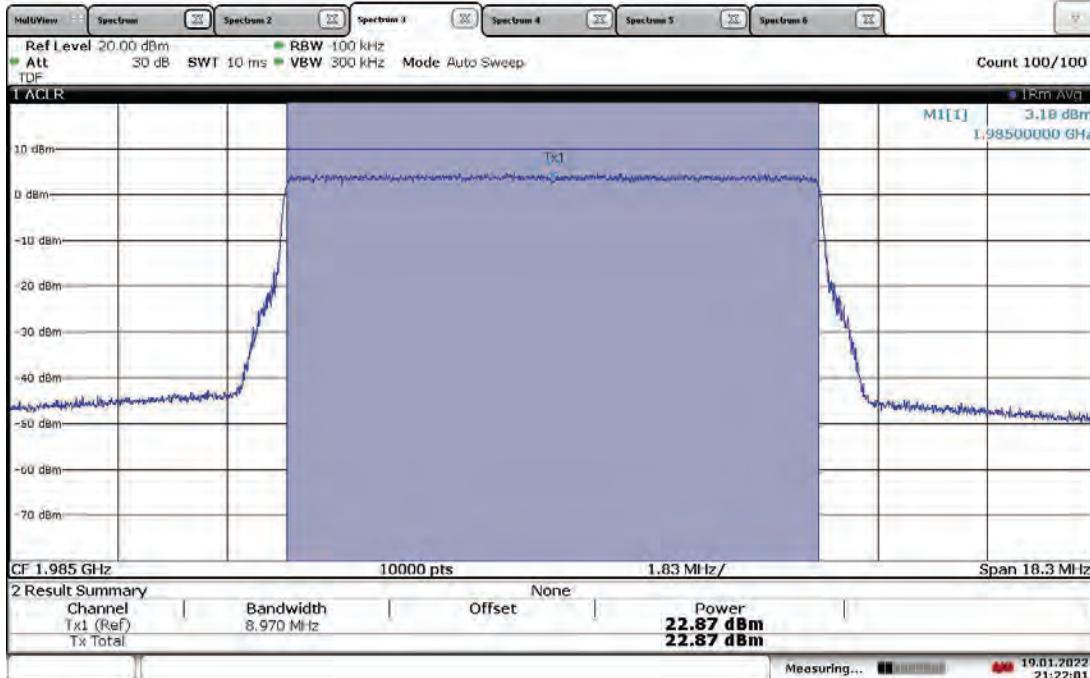 MultiView Spectrum Spectrum 2 Spectrum 3 Spectrum 4 Spectrum 5 Spectrum 6
Ref Level 20.00 dBm RBW 100 kHz
Att 30 dB SWT 10 ms VBW 300 kHz Mode Auto Sweep Count 100/100
TDF
1 ACLR 1Rm Avg
M1[1] 3.18 dBm
1.98500000 GHz
10 dBm
Tx1
0 dBm
-10 dBm
-20 dBm
-30 dBm
-40 dBm
-50 dBm
-60 dBm
-70 dBm
CF 1.985 GHz 10000 pts 1.83 MHz/ Span 18.3 MHz
2 Result Summary None
Channel Bandwidth Offset Power
Tx1 (Ref) 8.970 MHz 22.87 dBm
Tx Total 22.87 dBm
Measuring... 19.01.2022
21:22:01